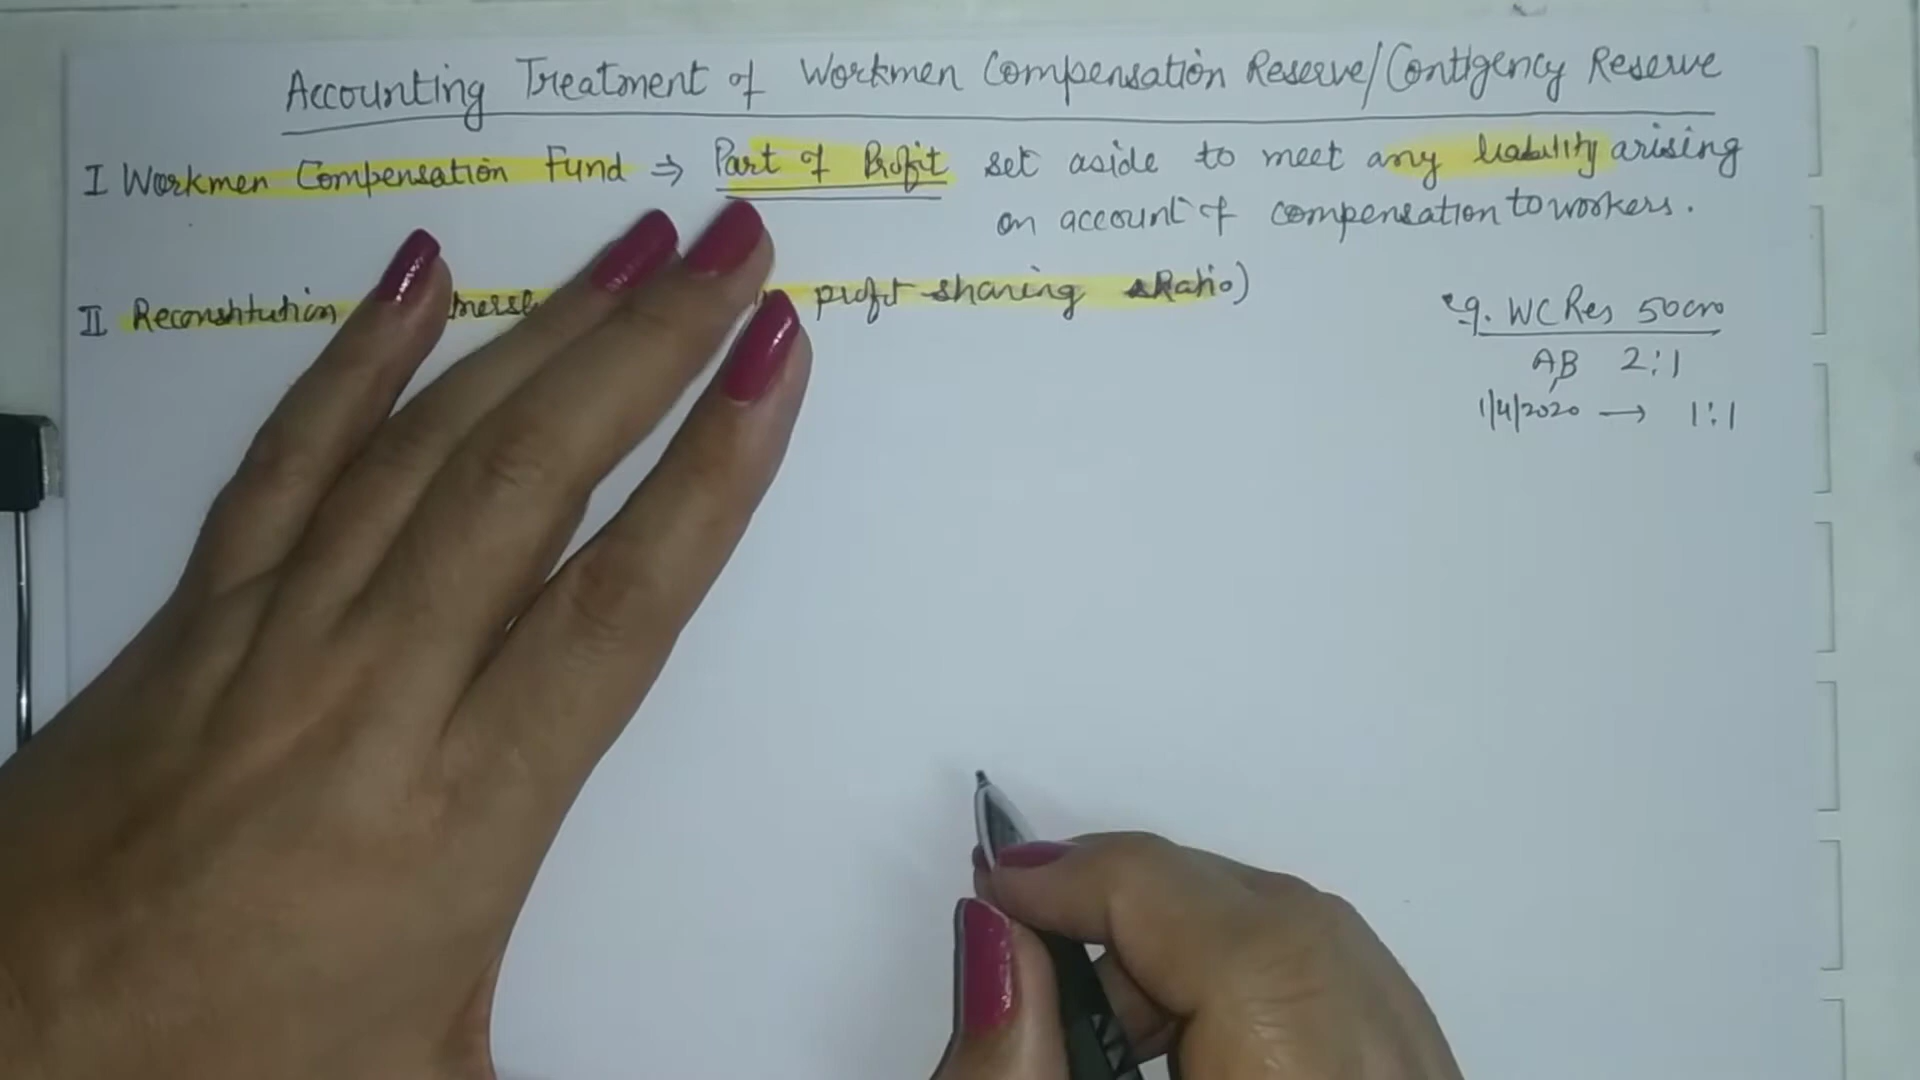 Accounting Treatment of Workmen Compensation Reserve/Contigency Reserve
I Workmen Compensation Fund ⇒ Part of Profit set aside to meet any liability arising
on account of compensation to workers.
II Reconstitution profit sharing Ratio)
eg. WC Res 50000
A,B 2:1
1/4/2020 → 1:1